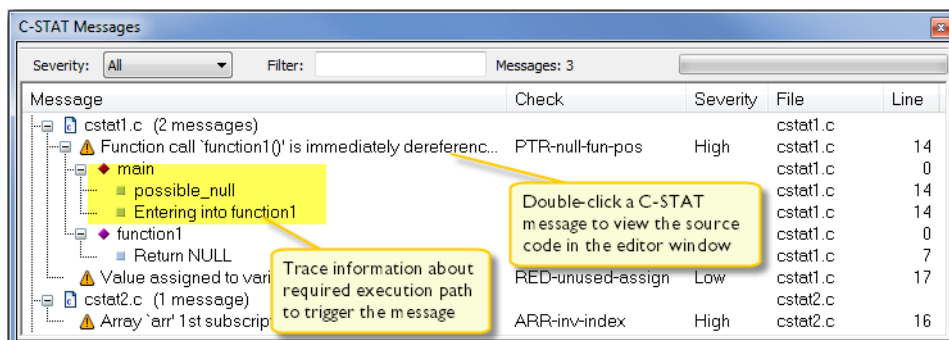 C-STAT Messages
Severity: All Filter: Messages: 3
Message Check Severity File Line
cstat1.c (2 messages) cstat1.c
Function call `function1()' is immediately dereferenc... PTR-null-fun-pos High cstat1.c 14
main cstat1.c 0
possible_null cstat1.c 14
Entering into function1 cstat1.c 14
function1 cstat1.c 0
Return NULL cstat1.c 7
Value assigned to vari RED-unused-assign Low cstat1.c 17
cstat2.c (1 message) cstat2.c
Array `arr' 1st subscript ARR-inv-index High cstat2.c 16
Double-click a C-STAT
message to view the source
code in the editor window
Trace information about
required execution path
to trigger the message